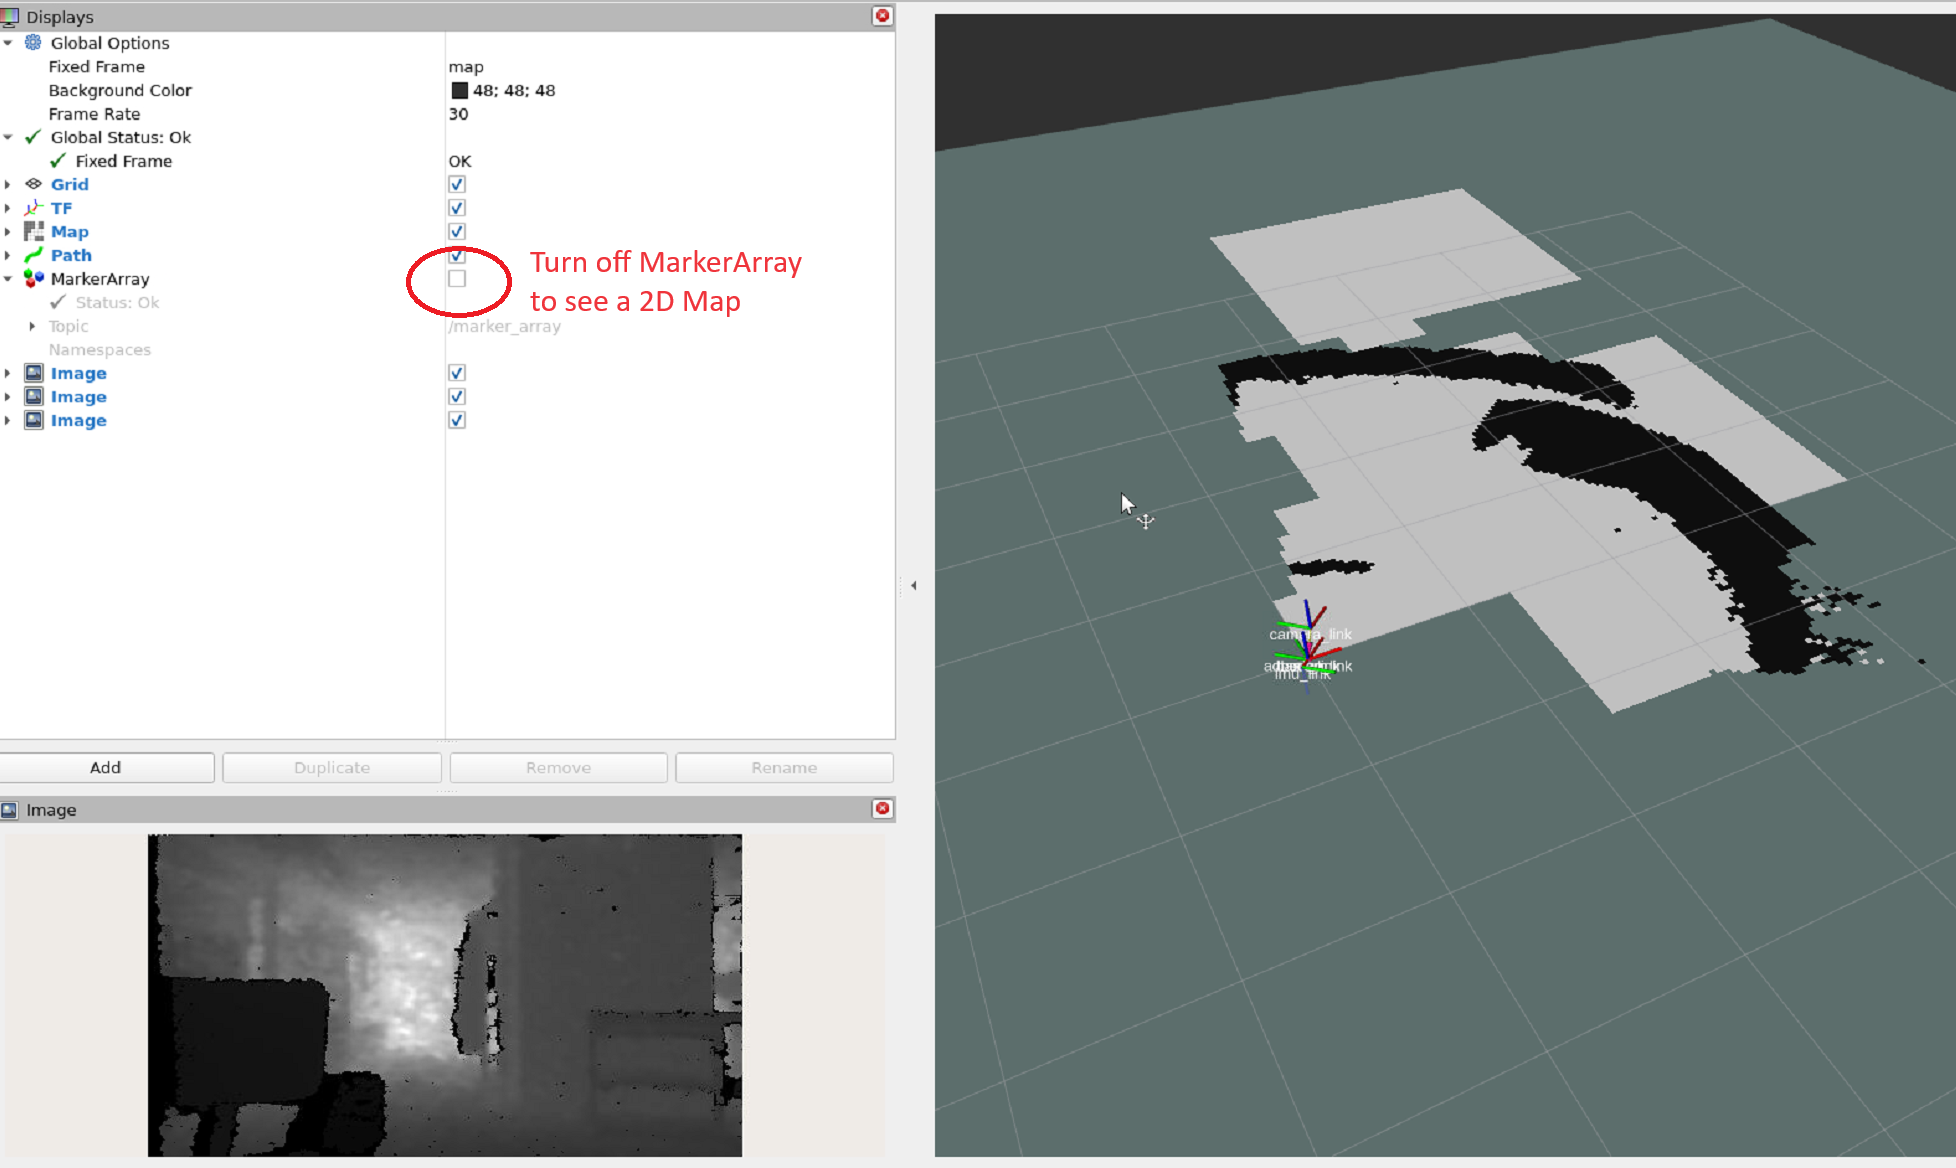 Displays
Global Options
Fixed Frame map
Background Color 48; 48; 48
Frame Rate 30
Global Status: Ok
Fixed Frame OK
Grid
TF
Map
Path
MarkerArray
Status: Ok
Topic /marker_array
Namespaces
Image
Image
Image
Turn off MarkerArray
to see a 2D Map
Add Duplicate Remove Rename
Image
camera_link
imu_link